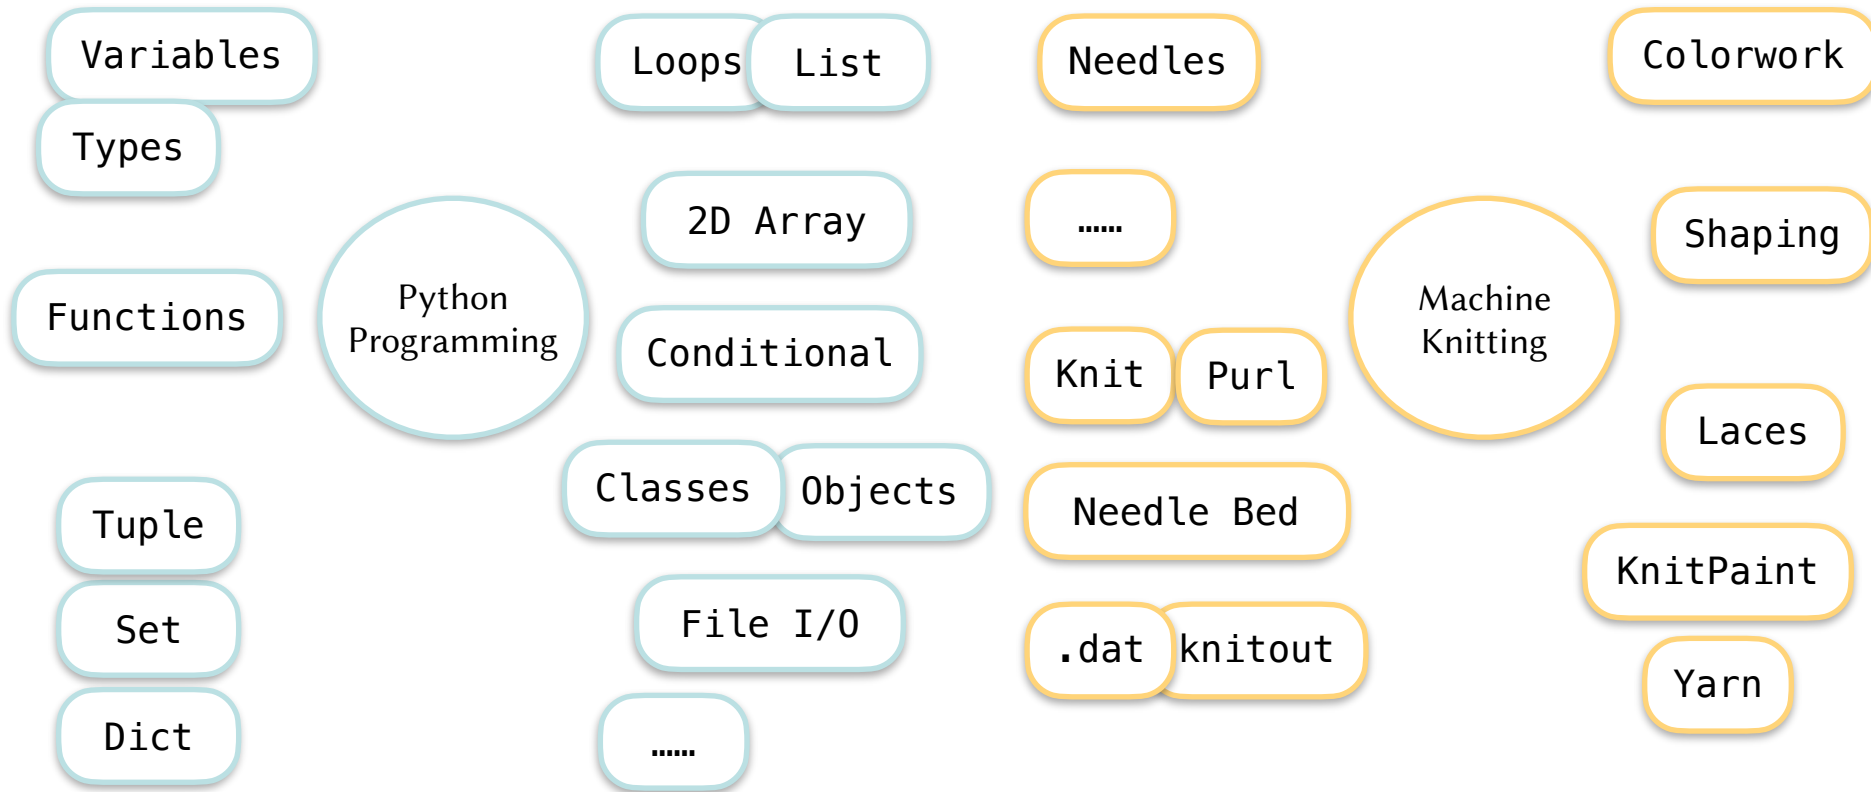 Variables
Types
Functions
Python
Programming
Tuple
Set
Dict
Loops
List
2D Array
Conditional
Classes
Objects
File I/O
……
Needles
……
Knit
Purl
Needle Bed
.dat
knitout
Machine
Knitting
Colorwork
Shaping
Laces
KnitPaint
Yarn